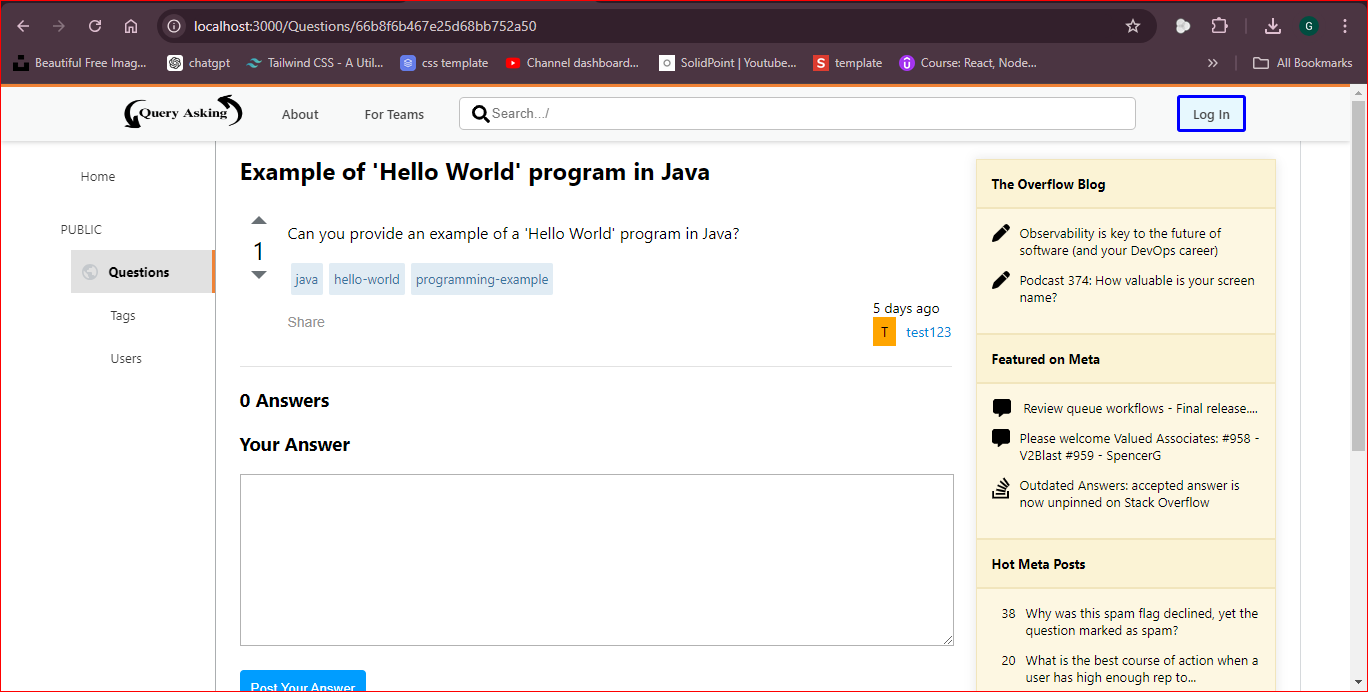 localhost:3000/Questions/66b8f6b467e25d68bb752a50
G
Beautiful Free Imag...
chatgpt
Tailwind CSS - A Util...
css template
Channel dashboard...
SolidPoint | Youtube...
S
template
Course: React, Node...
All Bookmarks
Query Asking
About
For Teams
Search.../
Log In
Home
PUBLIC
Questions
Tags
Users
Example of 'Hello World' program in Java
1
Can you provide an example of a 'Hello World' program in Java?
java
hello-world
programming-example
Share
5 days ago
T
test123
0 Answers
Your Answer
Post Your Answer
The Overflow Blog
Observability is key to the future of
software (and your DevOps career)
Podcast 374: How valuable is your screen
name?
Featured on Meta
Review queue workflows - Final release....
Please welcome Valued Associates: #958 -
V2Blast #959 - SpencerG
Outdated Answers: accepted answer is
now unpinned on Stack Overflow
Hot Meta Posts
38 Why was this spam flag declined, yet the
question marked as spam?
20 What is the best course of action when a
user has high enough rep to...